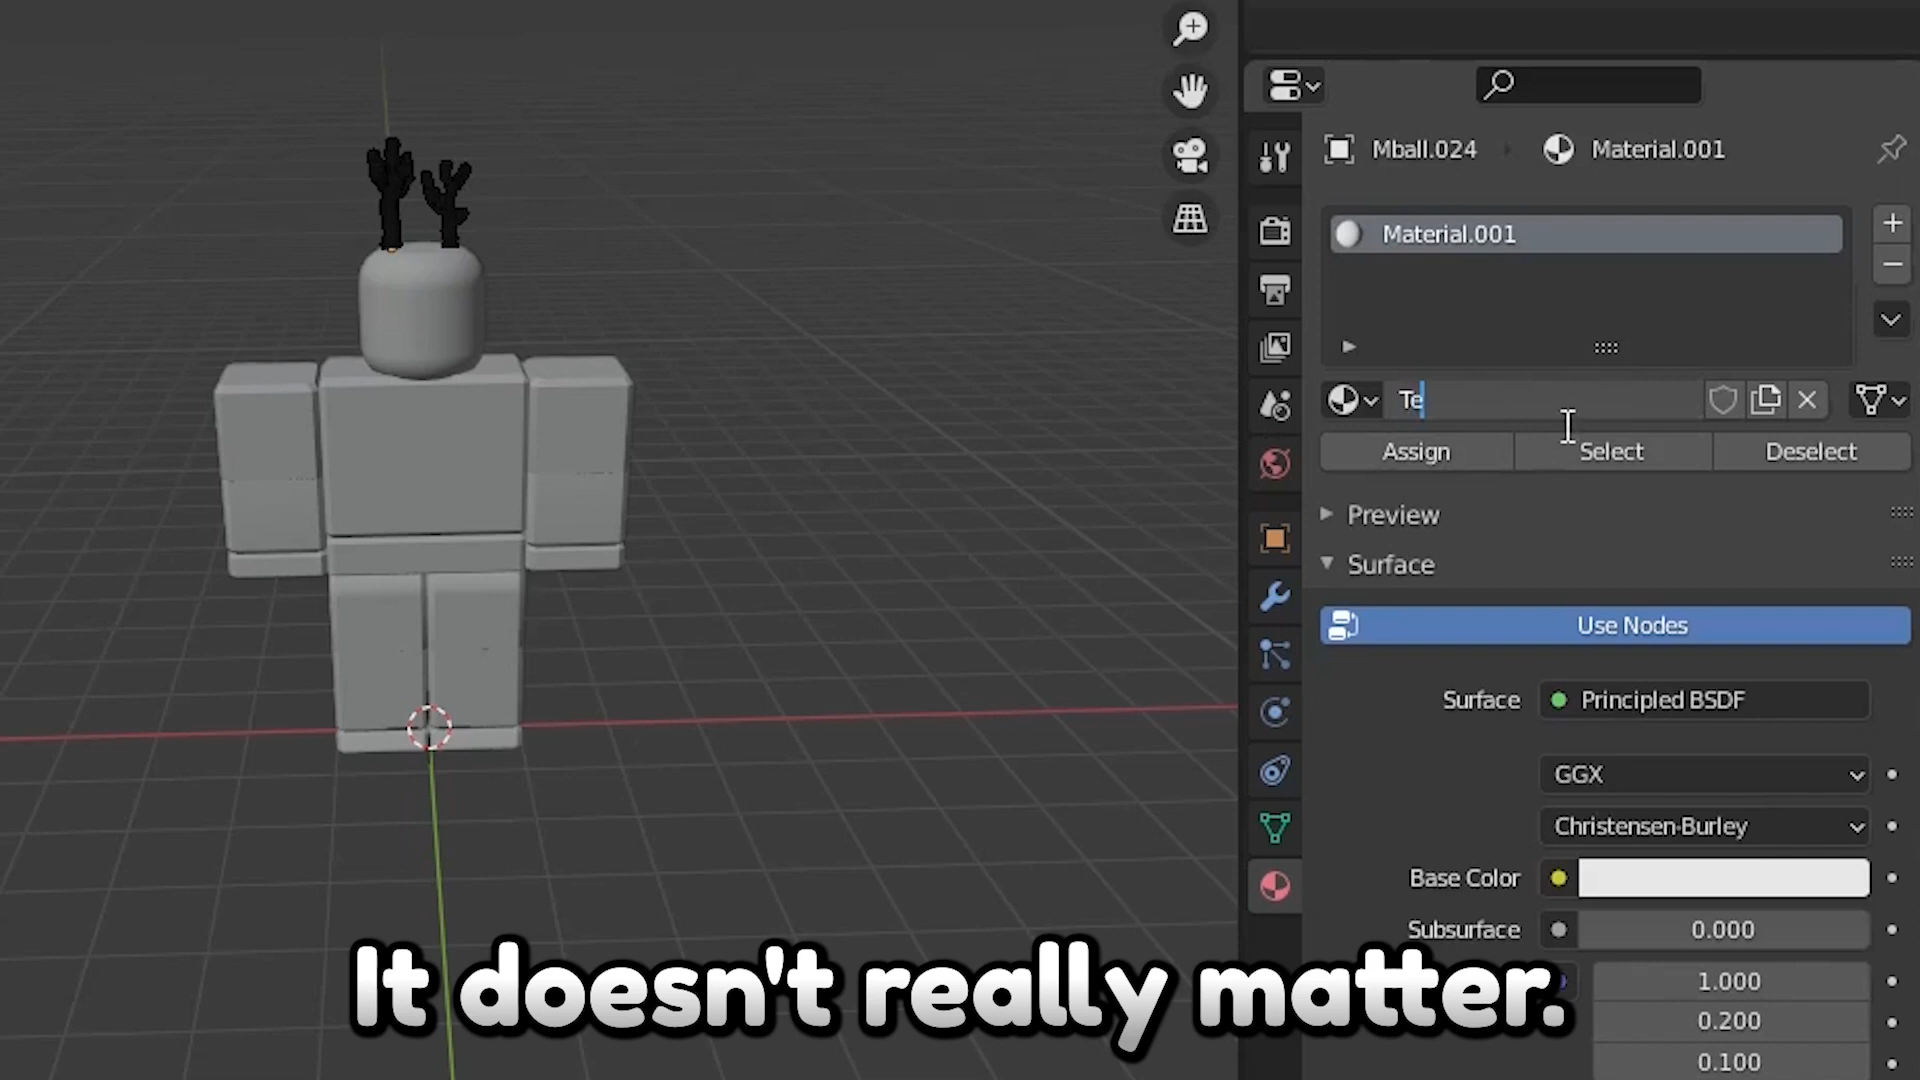 Mball.024
Material.001
Material.001
Te
Assign
Select
Deselect
Preview
Surface
Use Nodes
Surface
Principled BSDF
GGX
Christensen-Burley
Base Color
Subsurface
0.000
1.000
0.200
0.100
It doesn't really matter.